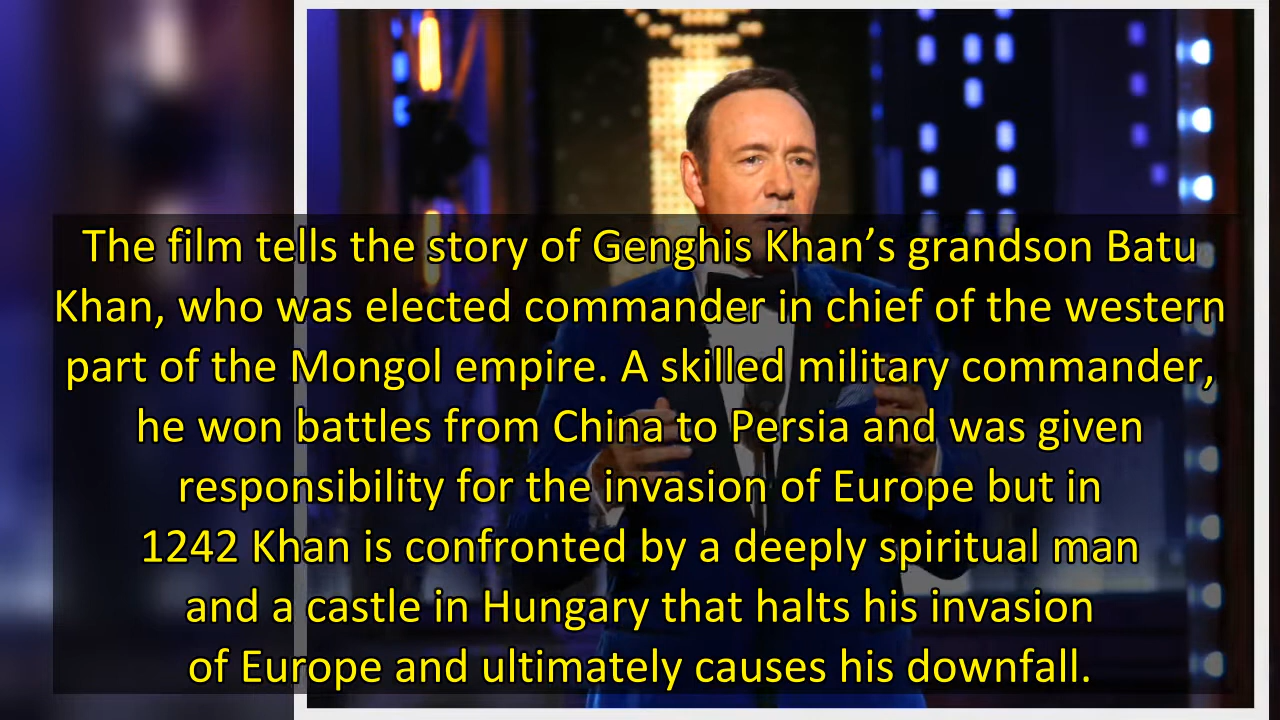 The film tells the story of Genghis Khan’s grandson Batu
Khan, who was elected commander in chief of the western
part of the Mongol empire. A skilled military commander,
he won battles from China to Persia and was given
responsibility for the invasion of Europe but in
1242 Khan is confronted by a deeply spiritual man
and a castle in Hungary that halts his invasion
of Europe and ultimately causes his downfall.